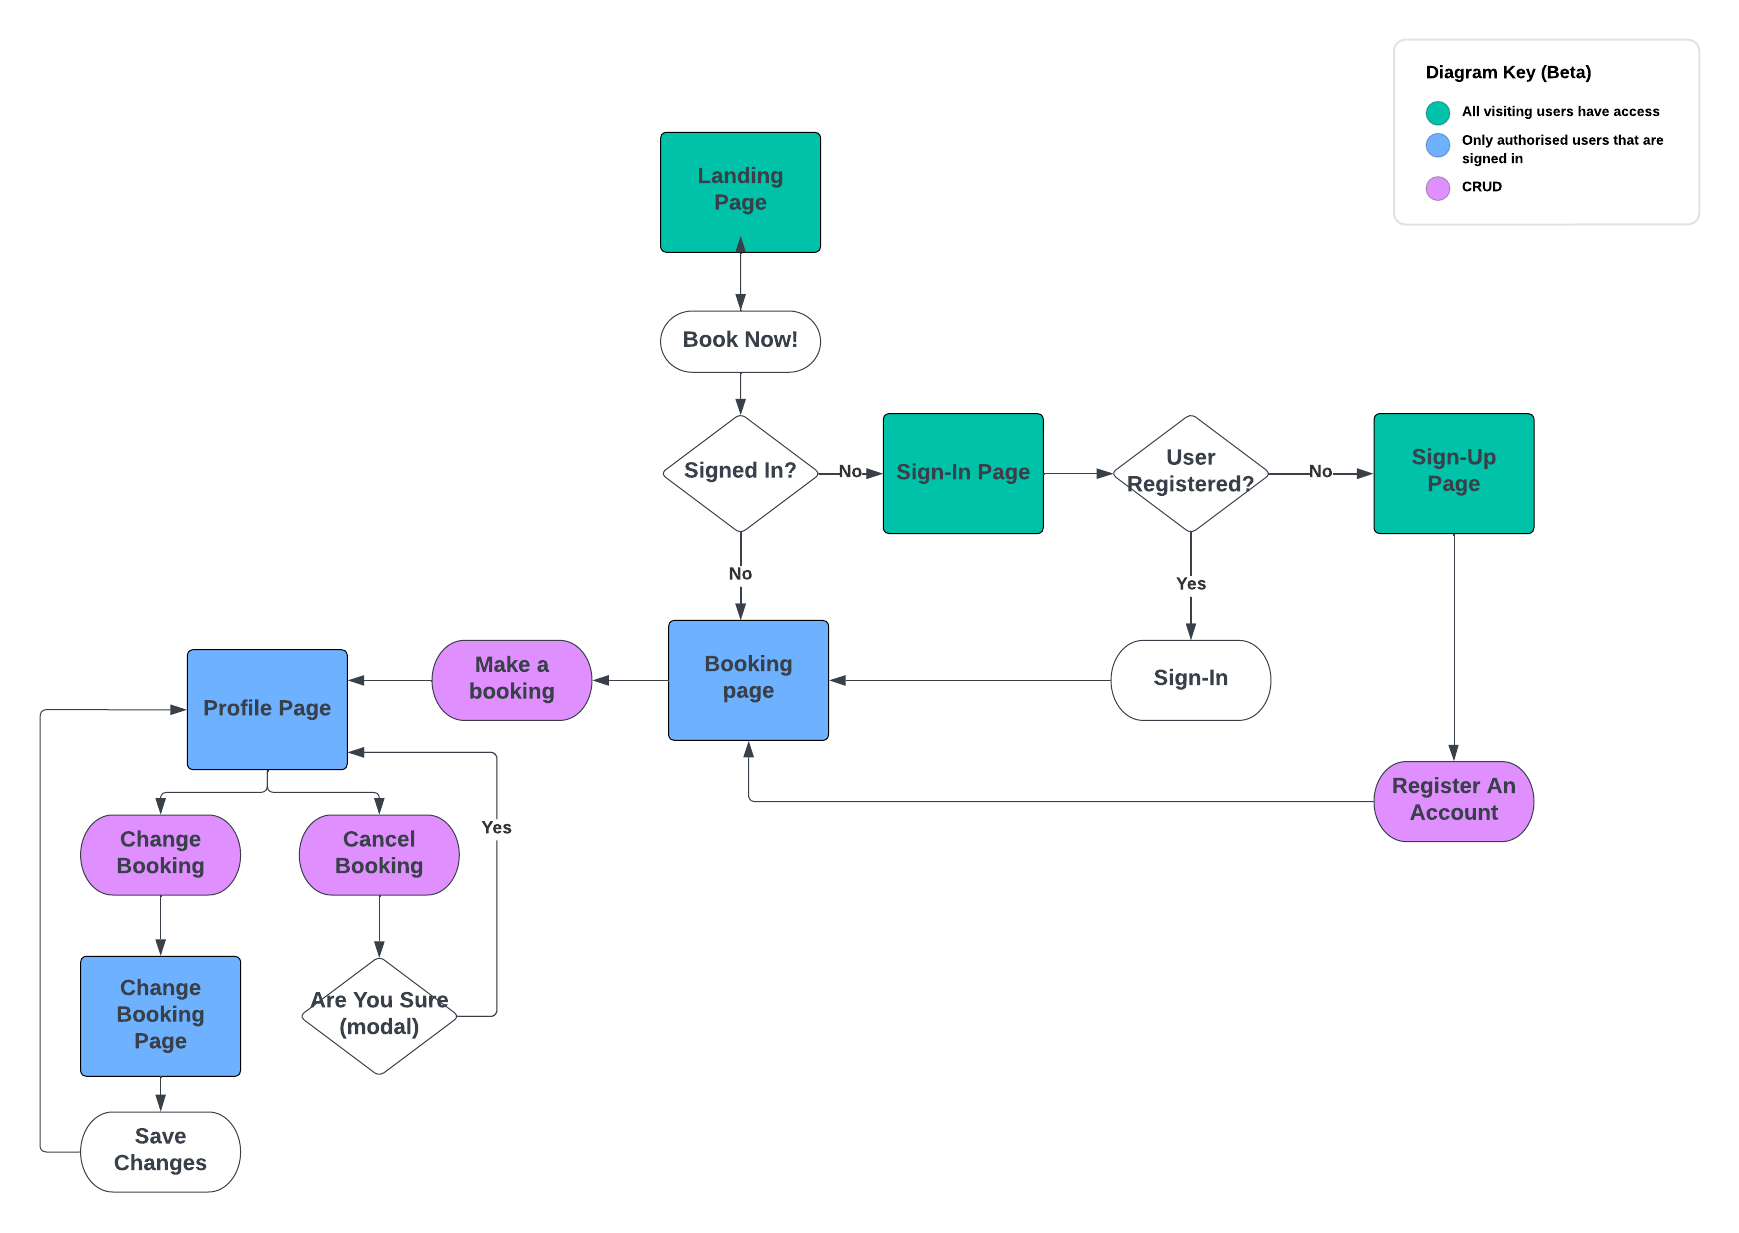 Diagram Key (Beta)
All visiting users have access
Only authorised users that are
signed in
CRUD
Landing
Page
Book Now!
Signed In?
No
Sign-In Page
User
Registered?
No
Sign-Up
Page
No
Yes
Booking
page
Sign-In
Make a
booking
Profile Page
Register An
Account
Change
Booking
Cancel
Booking
Yes
Change
Booking
Page
Are You Sure
(modal)
Save
Changes